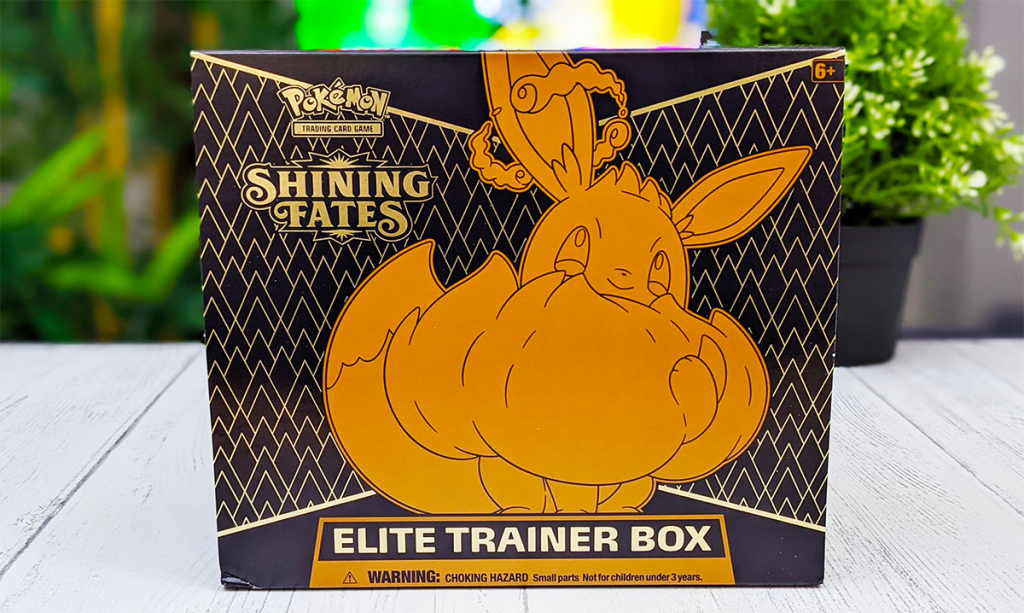 6+
POKéMON
TRADING CARD GAME
SHINING
FATES
ELITE TRAINER BOX
⚠ WARNING: CHOKING HAZARD Small parts Not for children under 3 years.